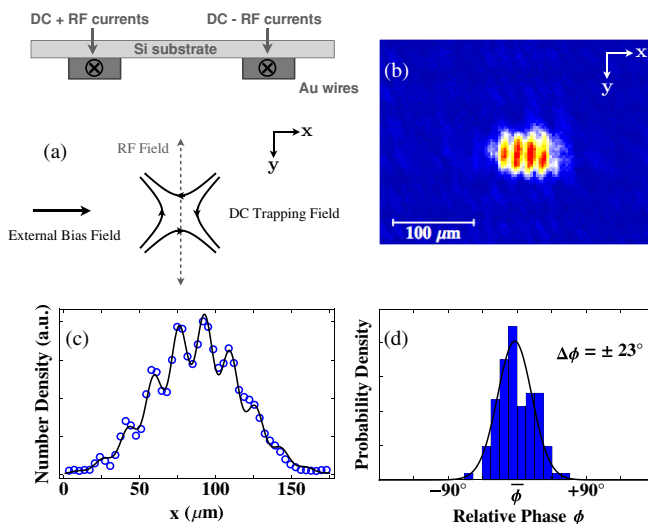 DC + RF currents
DC - RF currents
Si substrate
Au wires
(a)
RF Field
x
y
External Bias Field
DC Trapping Field
(b)
x
y
100 μm
(c)
Number Density (a.u.)
0
50
100
150
x (μm)
(d)
Probability Density
Δϕ = ± 23°
−90°
ϕ̅
+90°
Relative Phase ϕ